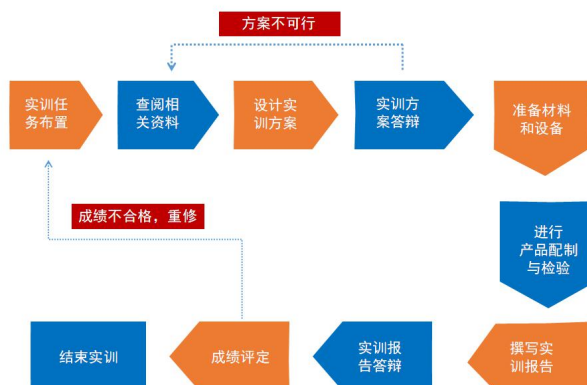 方案不可行
实训任
务布置
查阅相
关资料
设计实
训方案
实训方
案答辩
准备材料
和设备
成绩不合格，重修
进行
产品配制
与检验
结束实训
成绩评定
实训报
告答辩
撰写实
训报告